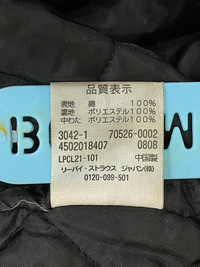 品質表示
表地 綿 100%
裏地 ポリエステル 100%
中わた ポリエステル 100%
3042-1 70526-0002
4502018407 0808
LPCL21-101 中国製
リーバイ・ストラウス ジャパン(株)
0120-099-501